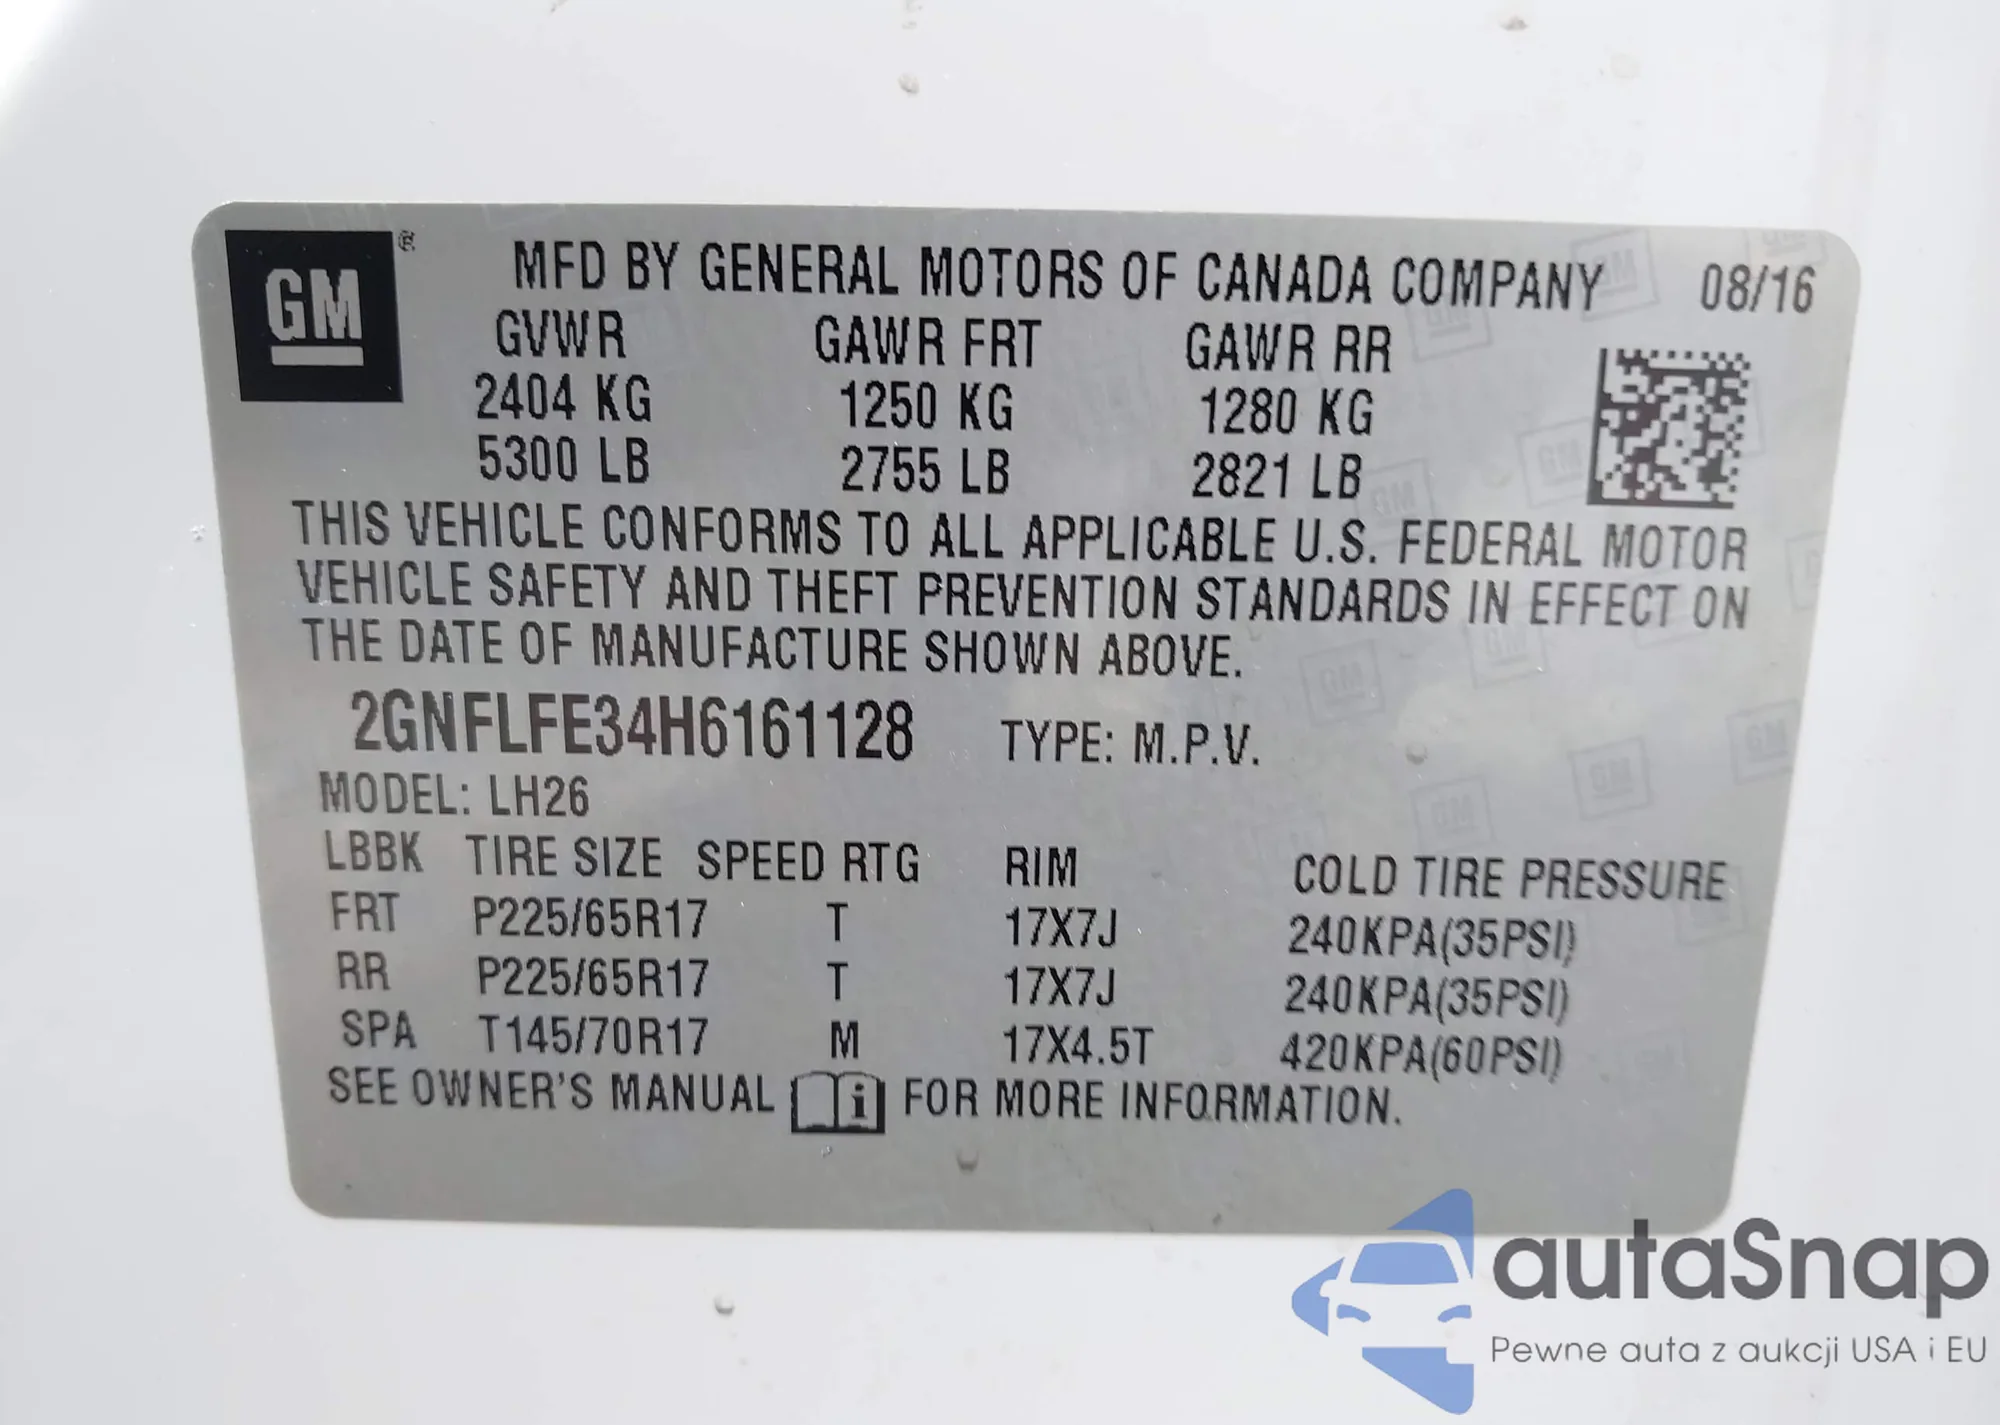 GM ®
MFD BY GENERAL MOTORS OF CANADA COMPANY 08/16
GVWR GAWR FRT GAWR RR
2404 KG 1250 KG 1280 KG
5300 LB 2755 LB 2821 LB
THIS VEHICLE CONFORMS TO ALL APPLICABLE U.S. FEDERAL MOTOR
VEHICLE SAFETY AND THEFT PREVENTION STANDARDS IN EFFECT ON
THE DATE OF MANUFACTURE SHOWN ABOVE.
2GNFLFE34H6161128 TYPE: M.P.V.
MODEL: LH26
LBBK TIRE SIZE SPEED RTG RIM COLD TIRE PRESSURE
FRT P225/65R17 T 17X7J 240KPA(35PSI)
RR P225/65R17 T 17X7J 240KPA(35PSI)
SPA T145/70R17 M 17X4.5T 420KPA(60PSI)
SEE OWNER'S MANUAL i FOR MORE INFORMATION.
autaSnap
Pewne auta z aukcji USA i EU